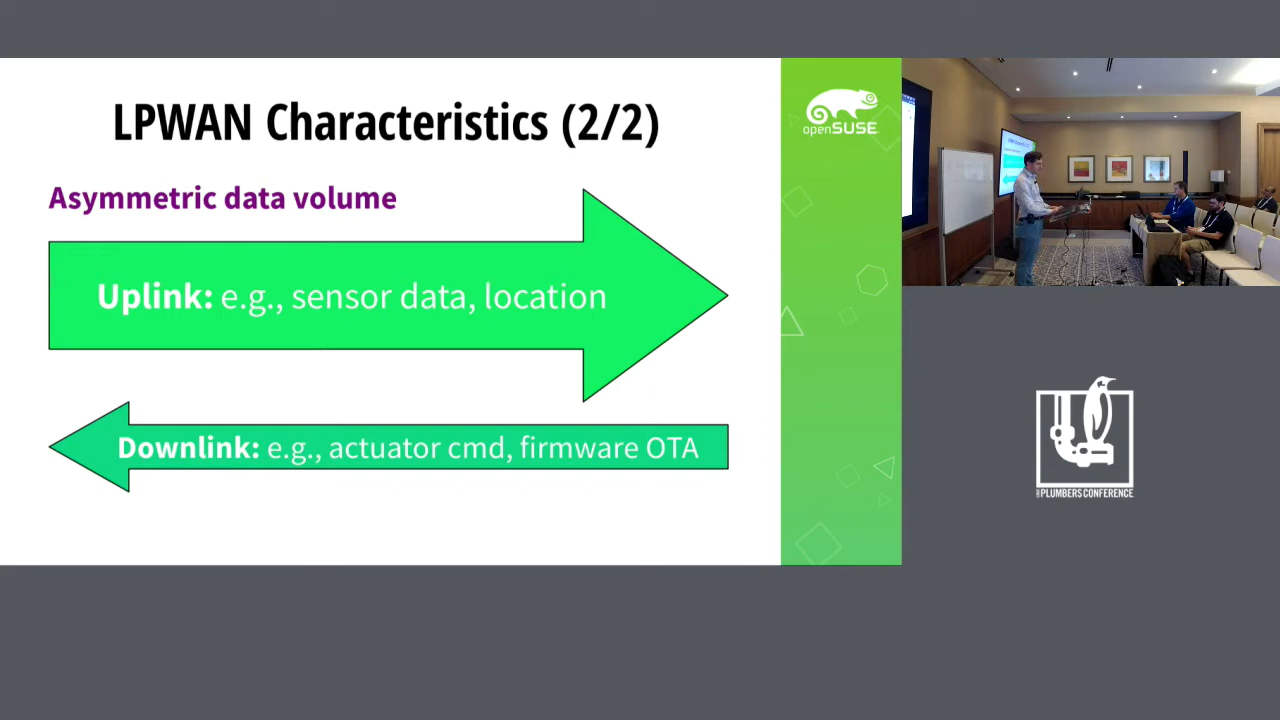 LPWAN Characteristics (2/2)
Asymmetric data volume
Uplink: e.g., sensor data, location
Downlink: e.g., actuator cmd, firmware OTA
openSUSE
PLUMBERS CONFERENCE